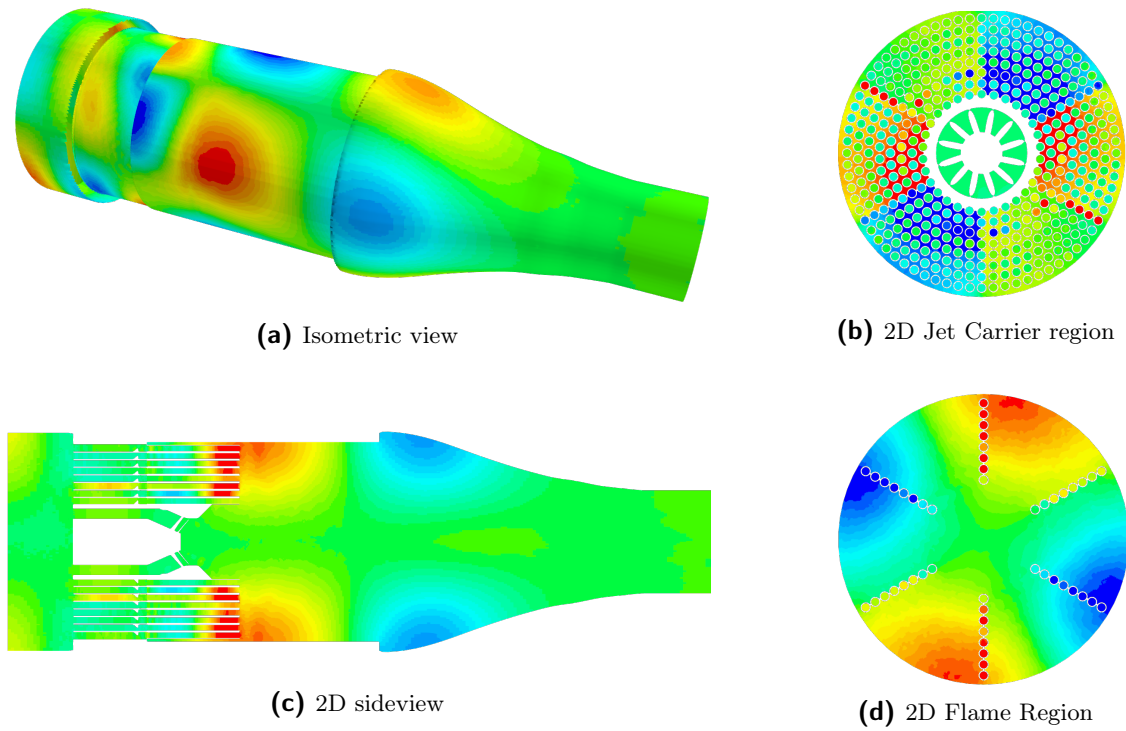 (a) Isometric view
(b) 2D Jet Carrier region
(c) 2D sideview
(d) 2D Flame Region